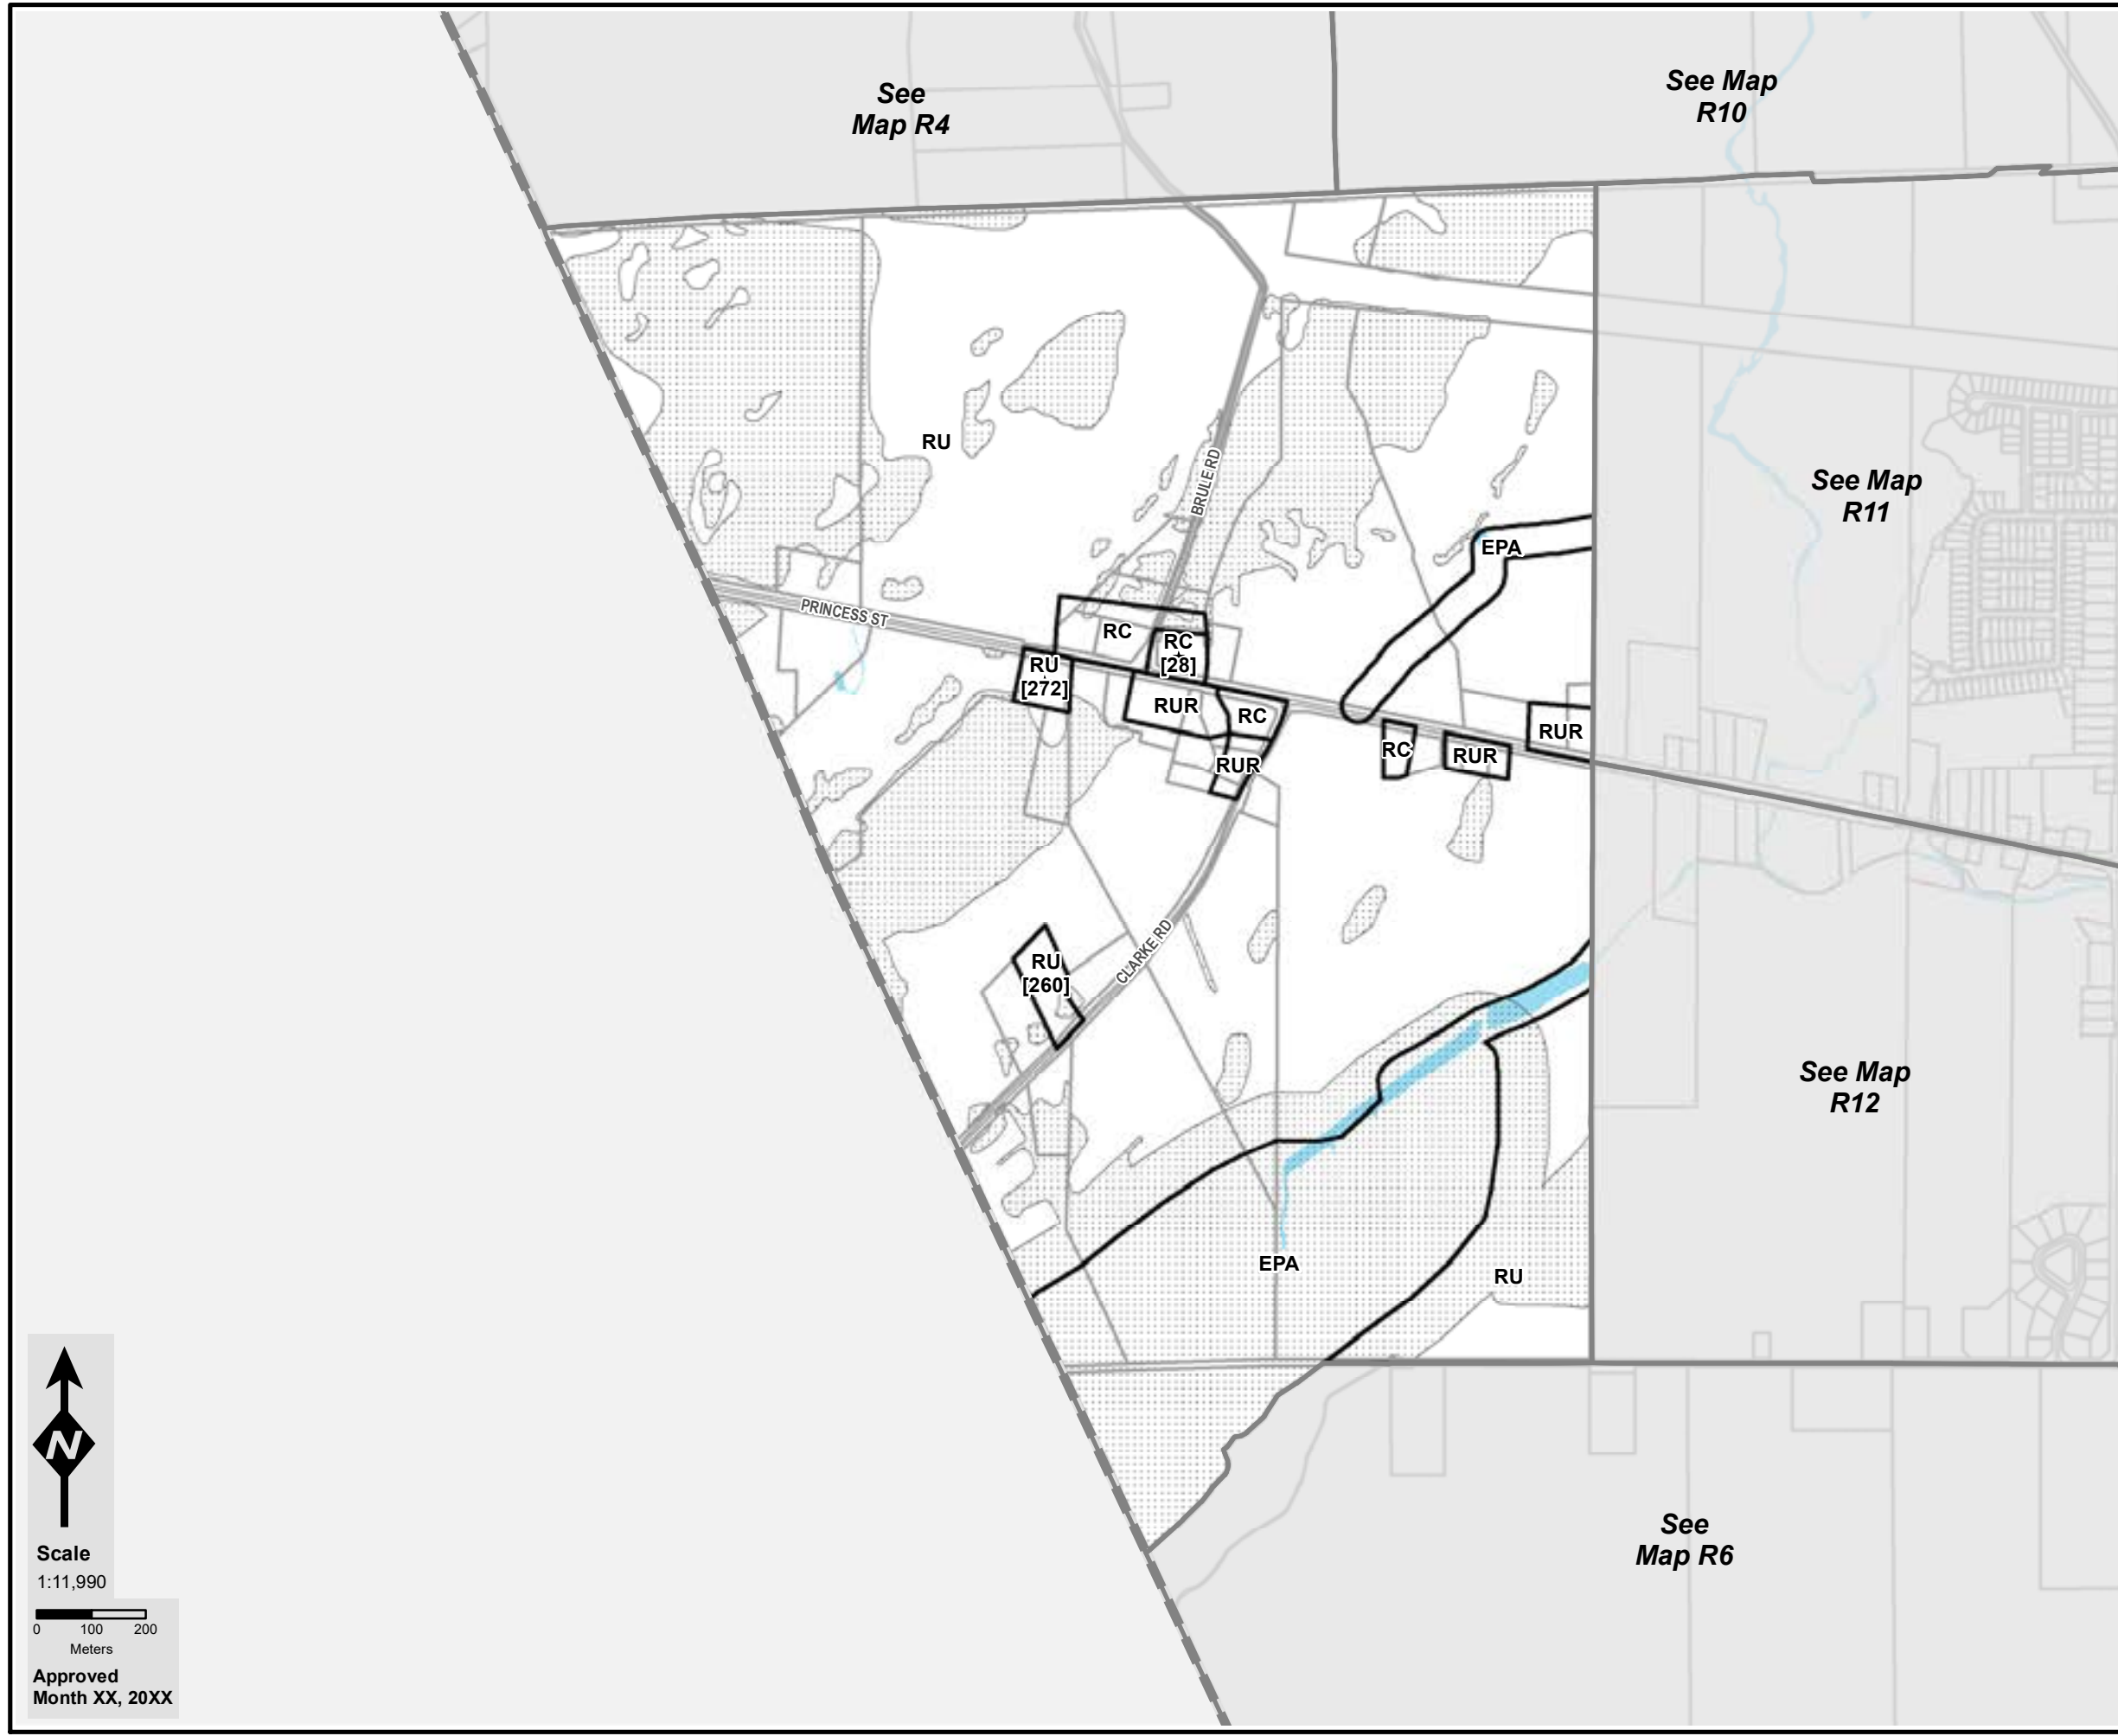 See
Map R4
See Map
R10
RU
BRULE RD
See Map
R11
EPA
PRINCESS ST
RC
RC
[28]
RU
[272]
RUR
RC
RUR
RC
RUR
RUR
CLARKE RD
RU
[260]
See Map
R12
EPA
RU
N
See
Map R6
Scale
1:11,990
0 100 200
Meters
Approved
Month XX, 20XX